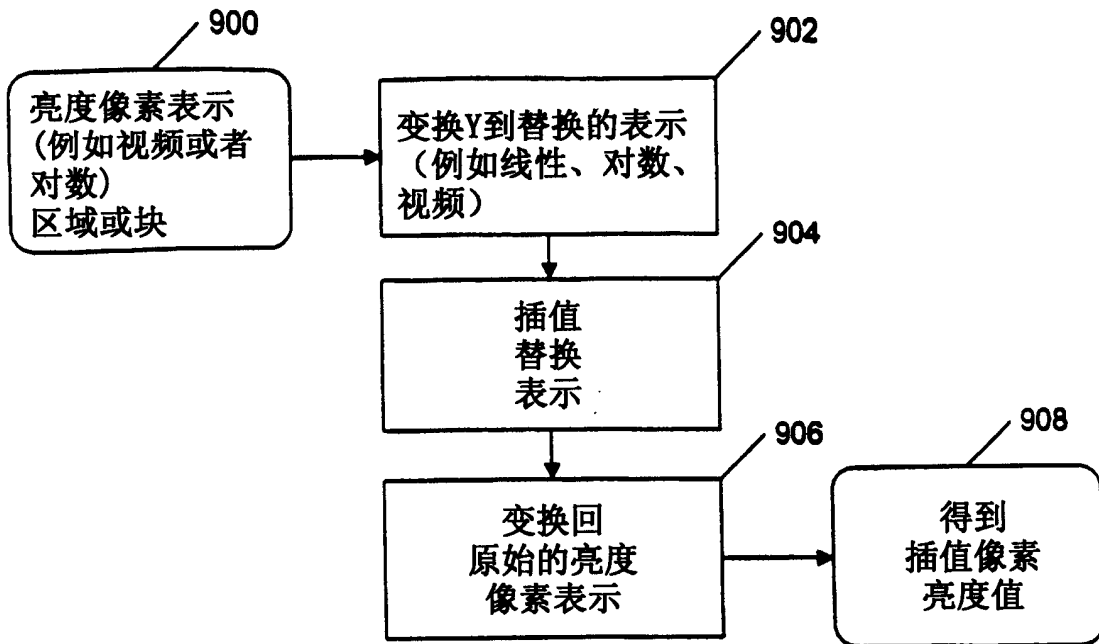 900
亮度像素表示
(例如视频或者
对数)
区域或块
902
变换Y到替换的表示
（例如线性、对数、
视频）
904
插值
替换
表示
906
变换回
原始的亮度
像素表示
908
得到
插值像素
亮度值